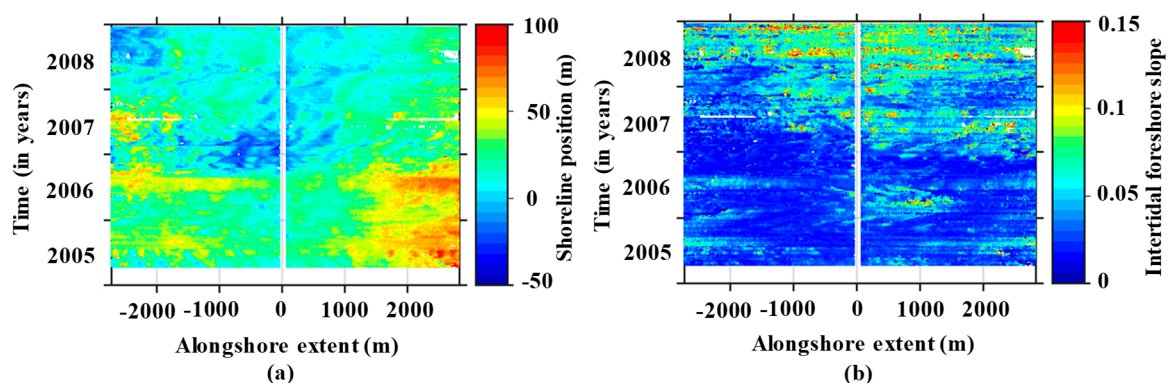 100
50
0
-50
Shoreline position (m)
2008
2007
2006
2005
Time (in years)
-2000 -1000 0 1000 2000
Alongshore extent (m)
(a)
0.15
0.1
0.05
0
Intertidal foreshore slope
2008
2007
2006
2005
Time (in years)
-2000 -1000 0 1000 2000
Alongshore extent (m)
(b)